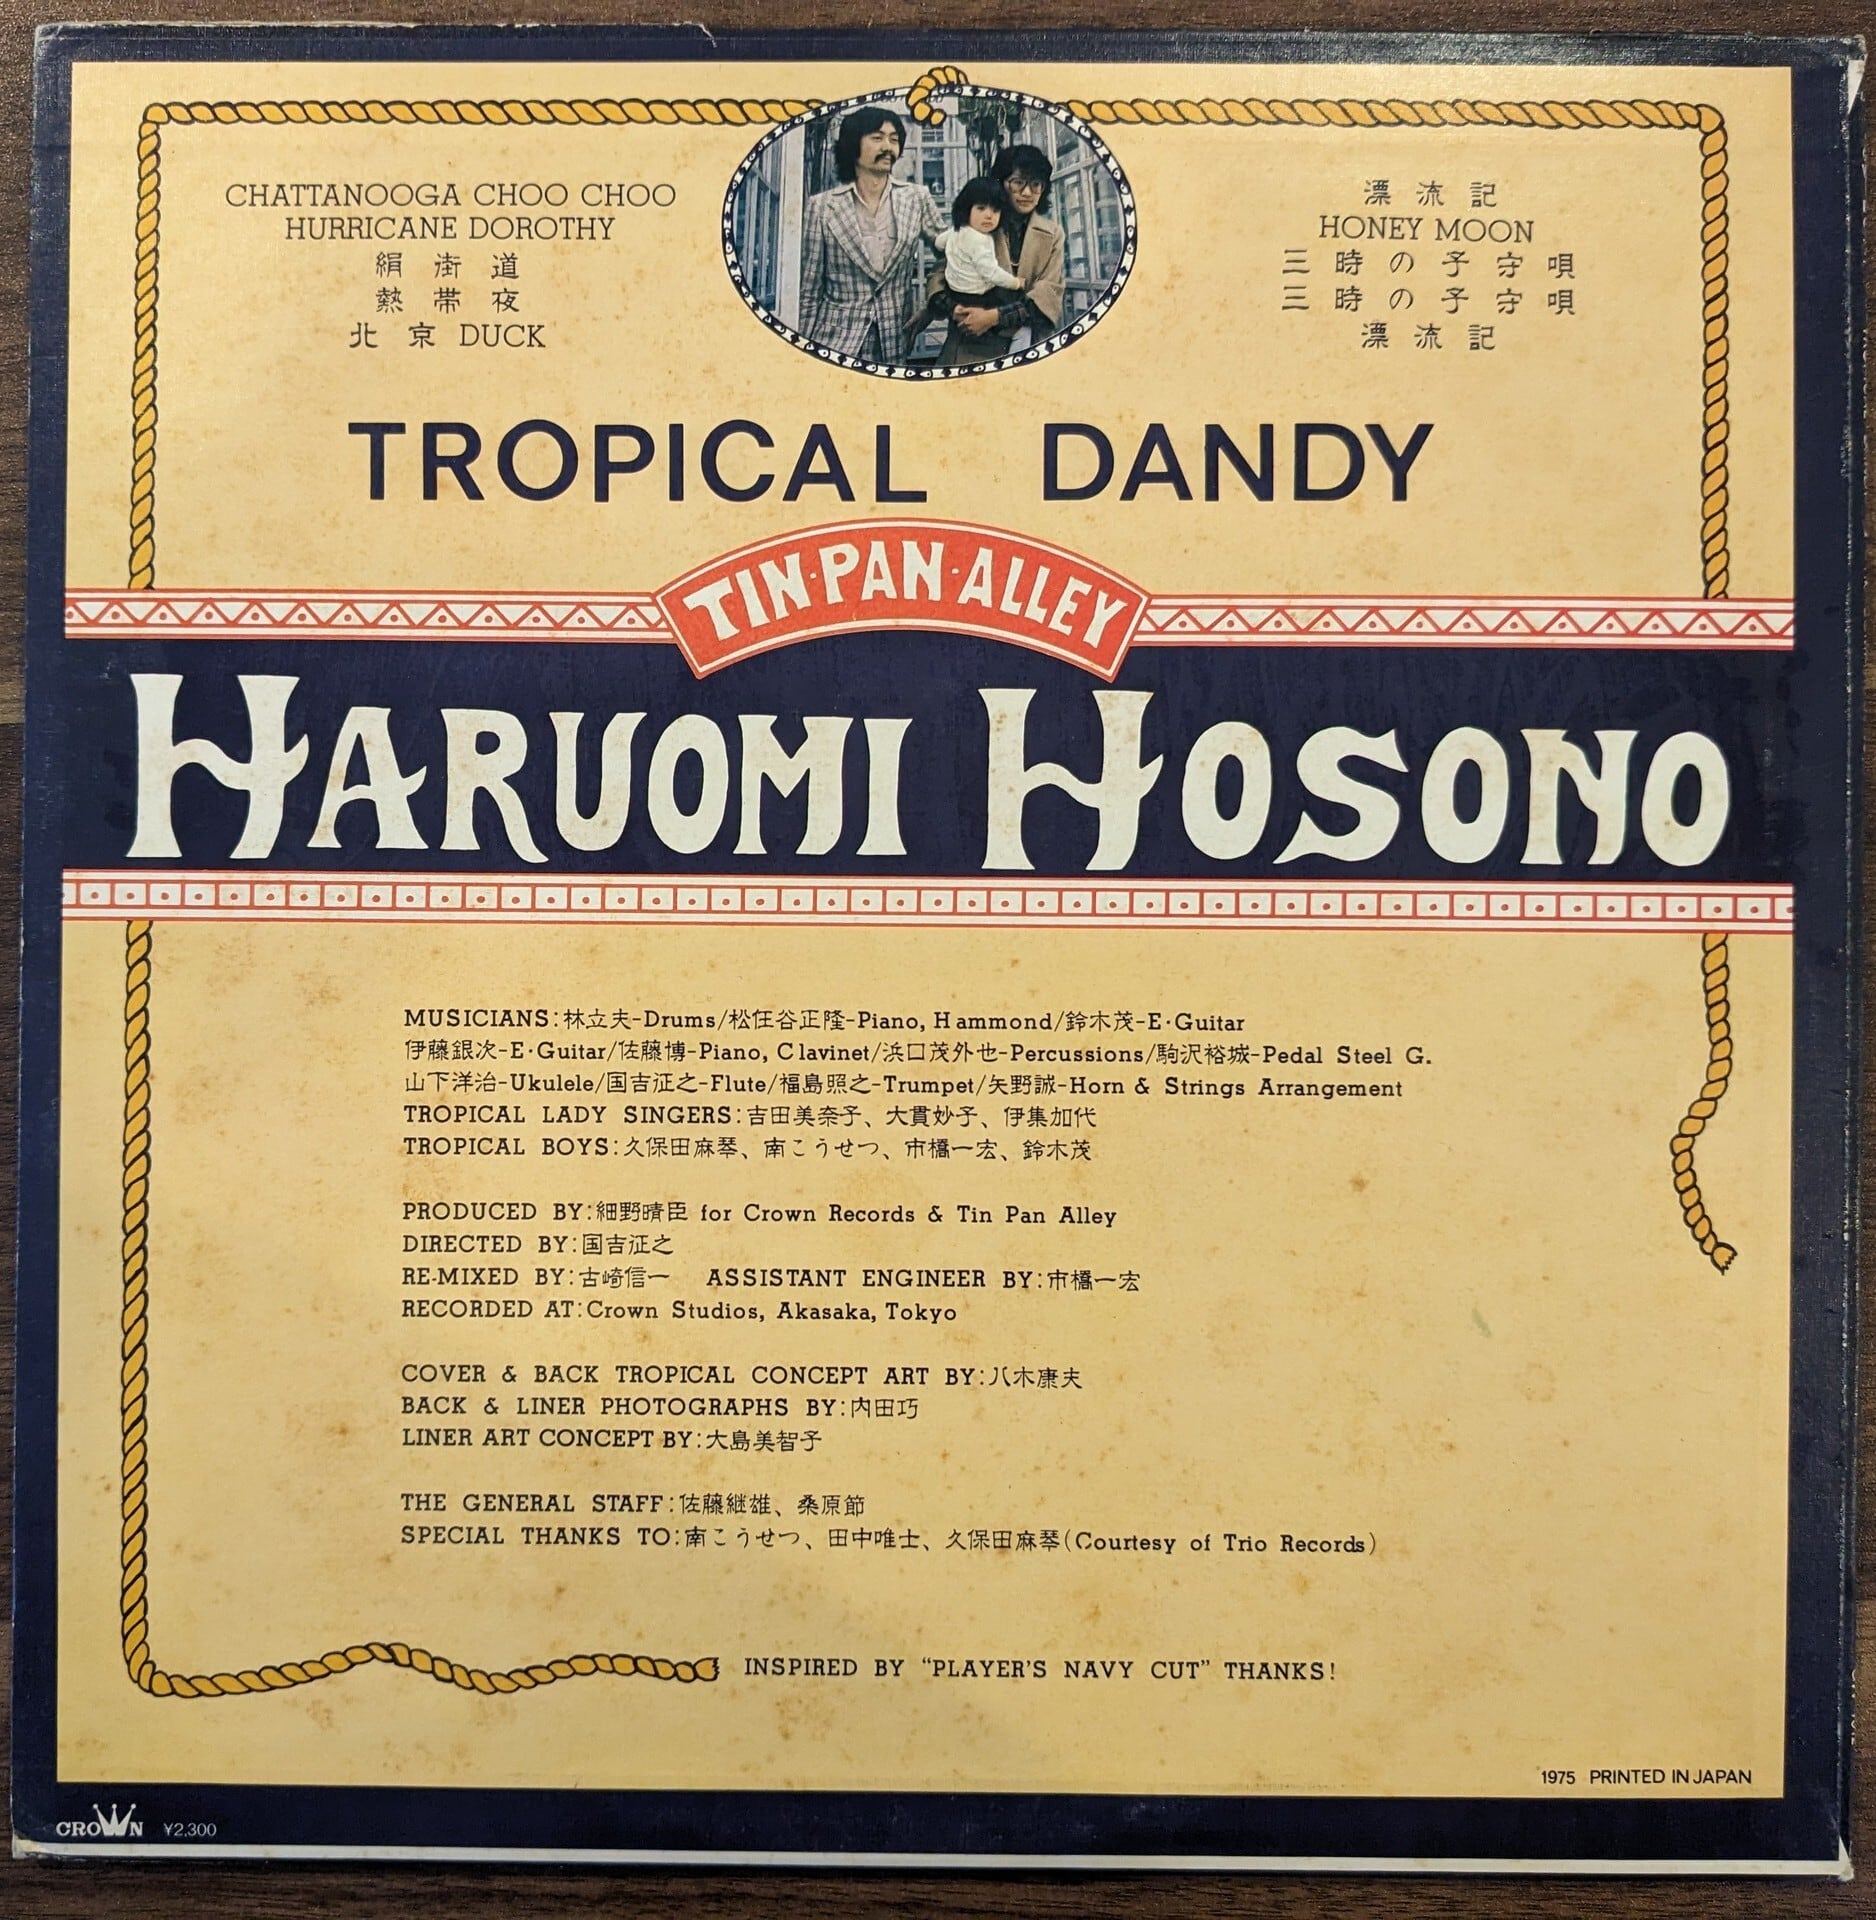 CHATTANOOGA CHOO CHOO
HURRICANE DOROTHY
絹街道
熱帯夜
北京 DUCK
漂流記
HONEY MOON
三時の子守唄
三時の子守唄
漂流記
TROPICAL DANDY
TIN·PAN·ALLEY
HARUOMI HOSONO
MUSICIANS:林立夫-Drums/松任谷正隆-Piano, Hammond/鈴木茂-E·Guitar
伊藤銀次-E·Guitar/佐藤博-Piano, Clavinet/浜口茂外也-Percussions/駒沢裕城-Pedal Steel G.
山下洋治-Ukulele/国吉征之-Flute/福島照之-Trumpet/矢野誠-Horn & Strings Arrangement
TROPICAL LADY SINGERS:吉田美奈子、大貫妙子、伊集加代
TROPICAL BOYS:久保田麻琴、南こうせつ、市橋一宏、鈴木茂
PRODUCED BY:細野晴臣 for Crown Records & Tin Pan Alley
DIRECTED BY:国吉征之
RE-MIXED BY:古崎信一 ASSISTANT ENGINEER BY:市橋一宏
RECORDED AT:Crown Studios, Akasaka, Tokyo
COVER & BACK TROPICAL CONCEPT ART BY:八木康夫
BACK & LINER PHOTOGRAPHS BY:内田巧
LINER ART CONCEPT BY:大島美智子
THE GENERAL STAFF:佐藤継雄、桑原節
SPECIAL THANKS TO:南こうせつ、田中唯士、久保田麻琴(Courtesy of Trio Records)
INSPIRED BY “PLAYER'S NAVY CUT” THANKS!
1975 PRINTED IN JAPAN
CROWN ¥2,300